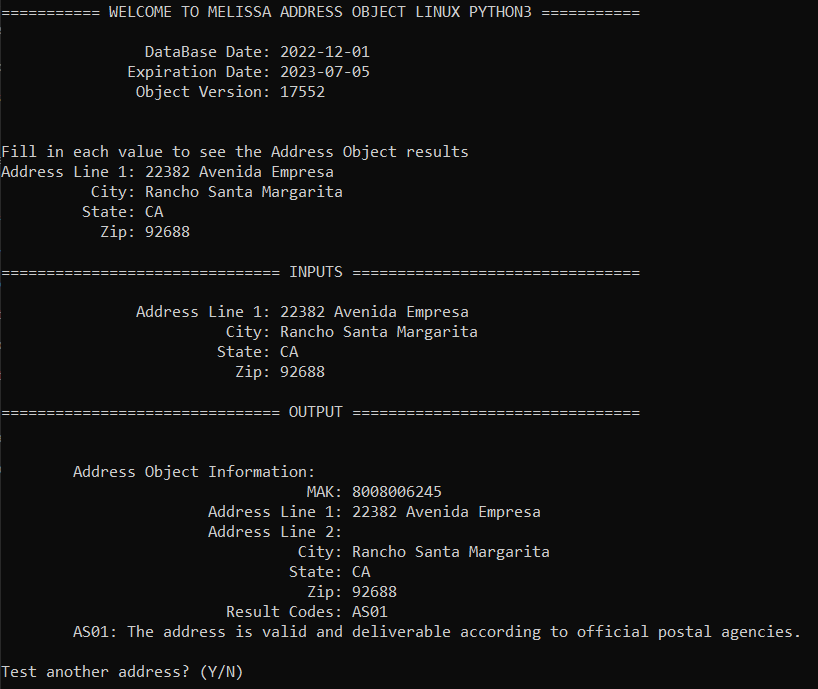 =========== WELCOME TO MELISSA ADDRESS OBJECT LINUX PYTHON3 ===========
DataBase Date: 2022-12-01
Expiration Date: 2023-07-05
Object Version: 17552
Fill in each value to see the Address Object results
Address Line 1: 22382 Avenida Empresa
City: Rancho Santa Margarita
State: CA
Zip: 92688
=============================== INPUTS ================================
Address Line 1: 22382 Avenida Empresa
City: Rancho Santa Margarita
State: CA
Zip: 92688
=============================== OUTPUT ================================
Address Object Information:
MAK: 8008006245
Address Line 1: 22382 Avenida Empresa
Address Line 2:
City: Rancho Santa Margarita
State: CA
Zip: 92688
Result Codes: AS01
AS01: The address is valid and deliverable according to official postal agencies.
Test another address? (Y/N)